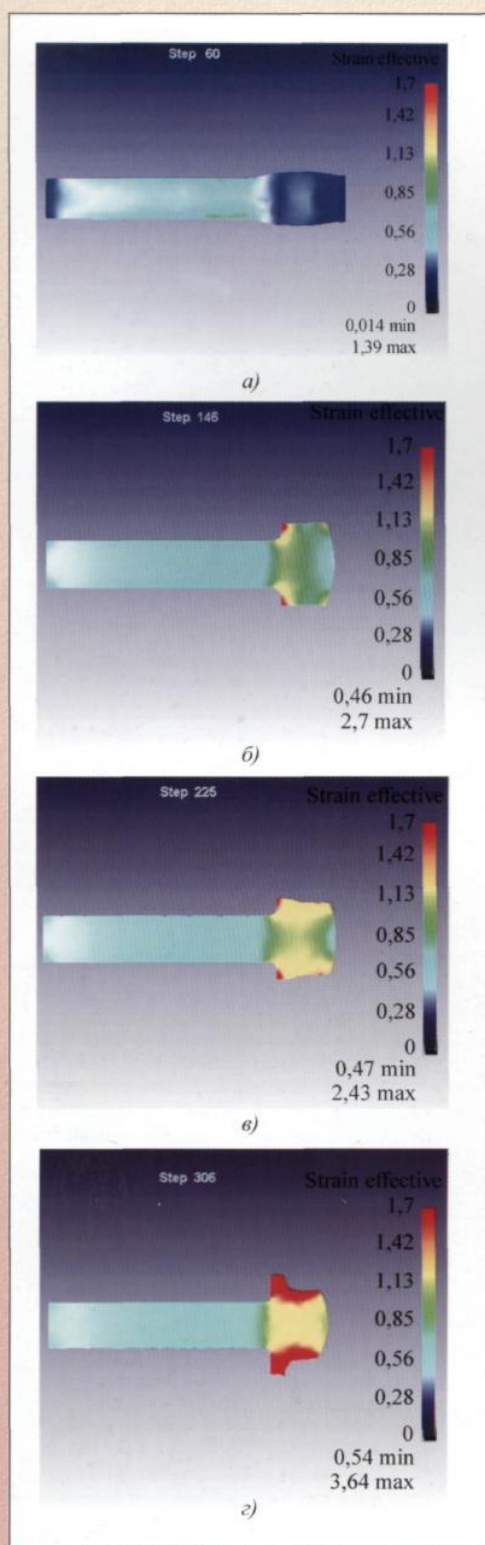 Step 60
Strain effective
1,7
1,42
1,13
0,85
0,56
0,28
0
0,014 min
1,39 max
а)
Step 146
Strain effective
1,7
1,42
1,13
0,85
0,56
0,28
0
0,46 min
2,7 max
б)
Step 225
Strain effective
1,7
1,42
1,13
0,85
0,56
0,28
0
0,47 min
2,43 max
в)
Step 306
Strain effective
1,7
1,42
1,13
0,85
0,56
0,28
0
0,54 min
3,64 max
г)